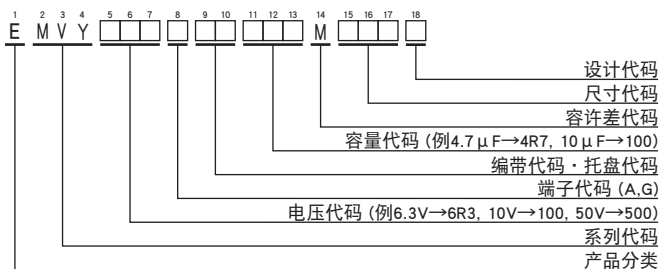 1 2 3 4 5 6 7 8 9 10 11 12 13 14 15 16 17 18
E M V Y □□□ □ □□ □□□ M □□□ □
设计代码
尺寸代码
容许差代码
容量代码 (例4.7μF→4R7, 10μF→100)
编带代码・托盘代码
端子代码 (A,G)
电压代码 (例6.3V→6R3, 10V→100, 50V→500)
系列代码
产品分类